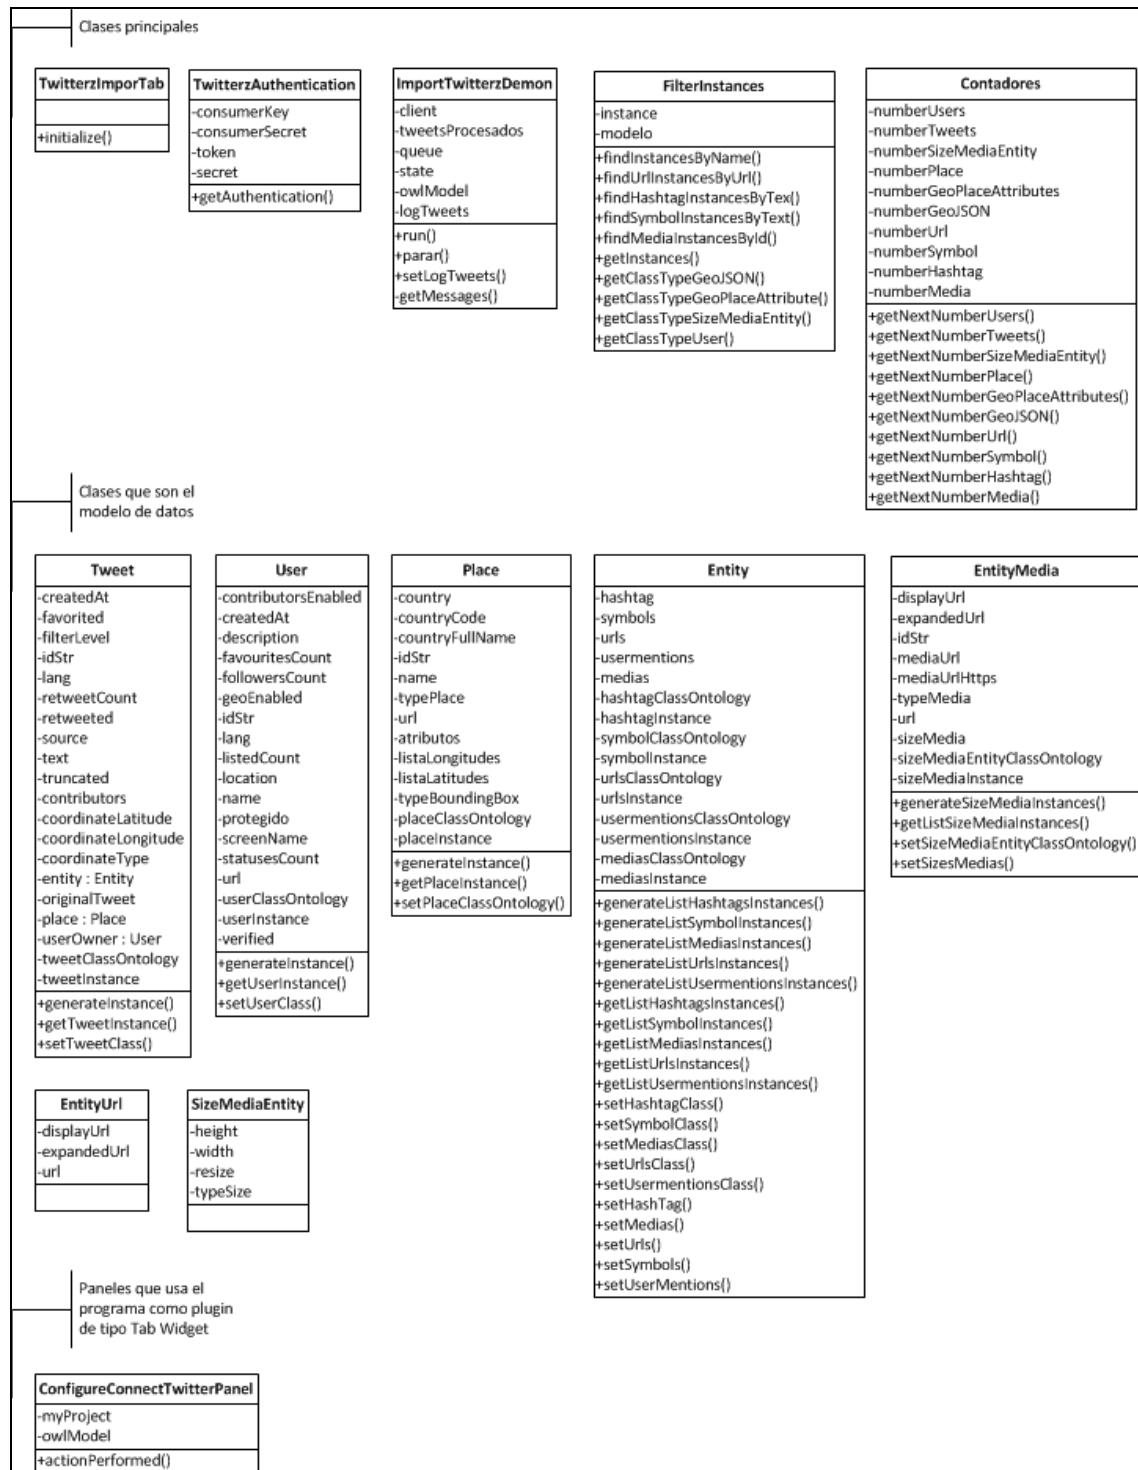 Clases principales
TwitterzImporTab
+initialize()
TwitterzAuthentication
-consumerKey
-consumerSecret
-token
-secret
+getAuthentication()
ImportTwitterzDemon
-client
-tweetsProcesados
-queue
-state
-owlModel
-logTweets
+run()
+parar()
+setLogTweets()
-getMessages()
FilterInstances
-instance
-modelo
+findInstancesByName()
+findUrlInstancesByUrl()
+findHashtagInstancesByTex()
+findSymbolInstancesByText()
+findMediaInstancesById()
+getInstances()
+getClassTypeGeoJSON()
+getClassTypeGeoPlaceAttribute()
+getClassTypeSizeMediaEntity()
+getClassTypeUser()
Contadores
-numberUsers
-numberTweets
-numberSizeMediaEntity
-numberPlace
-numberGeoPlaceAttributes
-numberGeoJSON
-numberUrl
-numberSymbol
-numberHashtag
-numberMedia
+getNextNumberUsers()
+getNextNumberTweets()
+getNextNumberSizeMediaEntity()
+getNextNumberPlace()
+getNextNumberGeoPlaceAttributes()
+getNextNumberGeoJSON()
+getNextNumberUrl()
+getNextNumberSymbol()
+getNextNumberHashtag()
+getNextNumberMedia()
Clases que son el
modelo de datos
Tweet
-createdAt
-favorited
-filterLevel
-idStr
-lang
-retweetCount
-retweeted
-source
-text
-truncated
-contributors
-coordinateLatitude
-coordinateLongitude
-coordinateType
-entity : Entity
-originalTweet
-place : Place
-userOwner : User
-tweetClassOntology
-tweetInstance
+generateInstance()
+getTweetInstance()
+setTweetClass()
User
-contributorsEnabled
-createdAt
-description
-favouritesCount
-followersCount
-geoEnabled
-idStr
-lang
-listedCount
-location
-name
-protegido
-screenName
-statusesCount
-url
-userClassOntology
-userInstance
-verified
+generateInstance()
+getUserInstance()
+setUserClass()
Place
-country
-countryCode
-countryFullName
-idStr
-name
-typePlace
-url
-atributos
-listaLongitudes
-listaLatitudes
-typeBoundingBox
-placeClassOntology
-placeInstance
+generateInstance()
+getPlaceInstance()
+setPlaceClassOntology()
Entity
-hashtag
-symbols
-urls
-usermentions
-medias
-hashtagClassOntology
-hashtagInstance
-symbolClassOntology
-symbolInstance
-urlsClassOntology
-urlsInstance
-usermentionsClassOntology
-usermentionsInstance
-mediasClassOntology
-mediasInstance
+generateListHashtagsInstances()
+generateListSymbolInstances()
+generateListMediasInstances()
+generateListUrlsInstances()
+generateListUsermentionsInstances()
+getListHashtagsInstances()
+getListSymbolInstances()
+getListMediasInstances()
+getListUrlsInstances()
+getListUsermentionsInstances()
+setHashtagClass()
+setSymbolClass()
+setMediasClass()
+setUrlsClass()
+setUsermentionsClass()
+setHashTag()
+setMedias()
+setUrls()
+setSymbols()
+setUserMentions()
EntityMedia
-displayUrl
-expandedUrl
-idStr
-mediaUrl
-mediaUrlHttps
-typeMedia
-url
-sizeMedia
-sizeMediaEntityClassOntology
-sizeMediaInstance
+generateSizeMediaInstances()
+getListSizeMediaInstances()
+setSizeMediaEntityClassOntology()
+setSizesMedias()
EntityUrl
-displayUrl
-expandedUrl
-url
SizeMediaEntity
-height
-width
-resize
-typeSize
Paneles que usa el
programa como plugin
de tipo Tab Widget
ConfigureConnectTwitterPanel
-myProject
-owlModel
+actionPerformed()